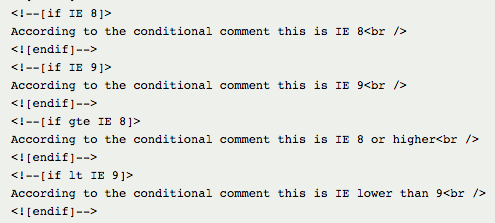 <!--[if IE 8]>
According to the conditional comment this is IE 8<br />
<![endif]-->
<!--[if IE 9]>
According to the conditional comment this is IE 9<br />
<![endif]-->
<!--[if gte IE 8]>
According to the conditional comment this is IE 8 or higher<br />
<![endif]-->
<!--[if lt IE 9]>
According to the conditional comment this is IE lower than 9<br />
<![endif]-->